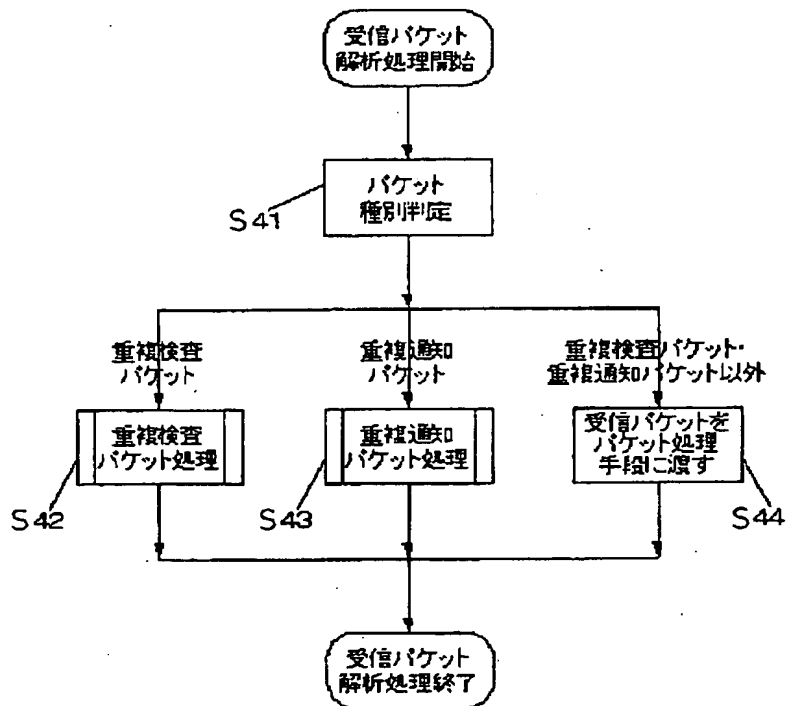 受信パケット
解析処理開始
パケット
種別判定
S41
重複検査
パケット
重複通知
パケット
重複検査パケット・
重複通知パケット以外
重複検査
パケット処理
重複通知
パケット処理
受信パケットを
パケット処理
手段に渡す
S42
S43
S44
受信パケット
解析処理終了